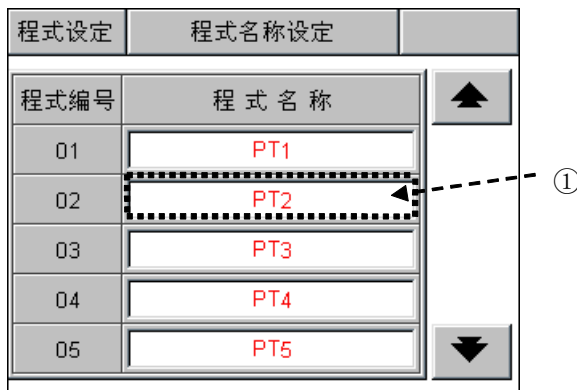 程式设定 程式名称设定
程式编号 程式名称
01 PT1
02 PT2 ①
03 PT3
04 PT4
05 PT5